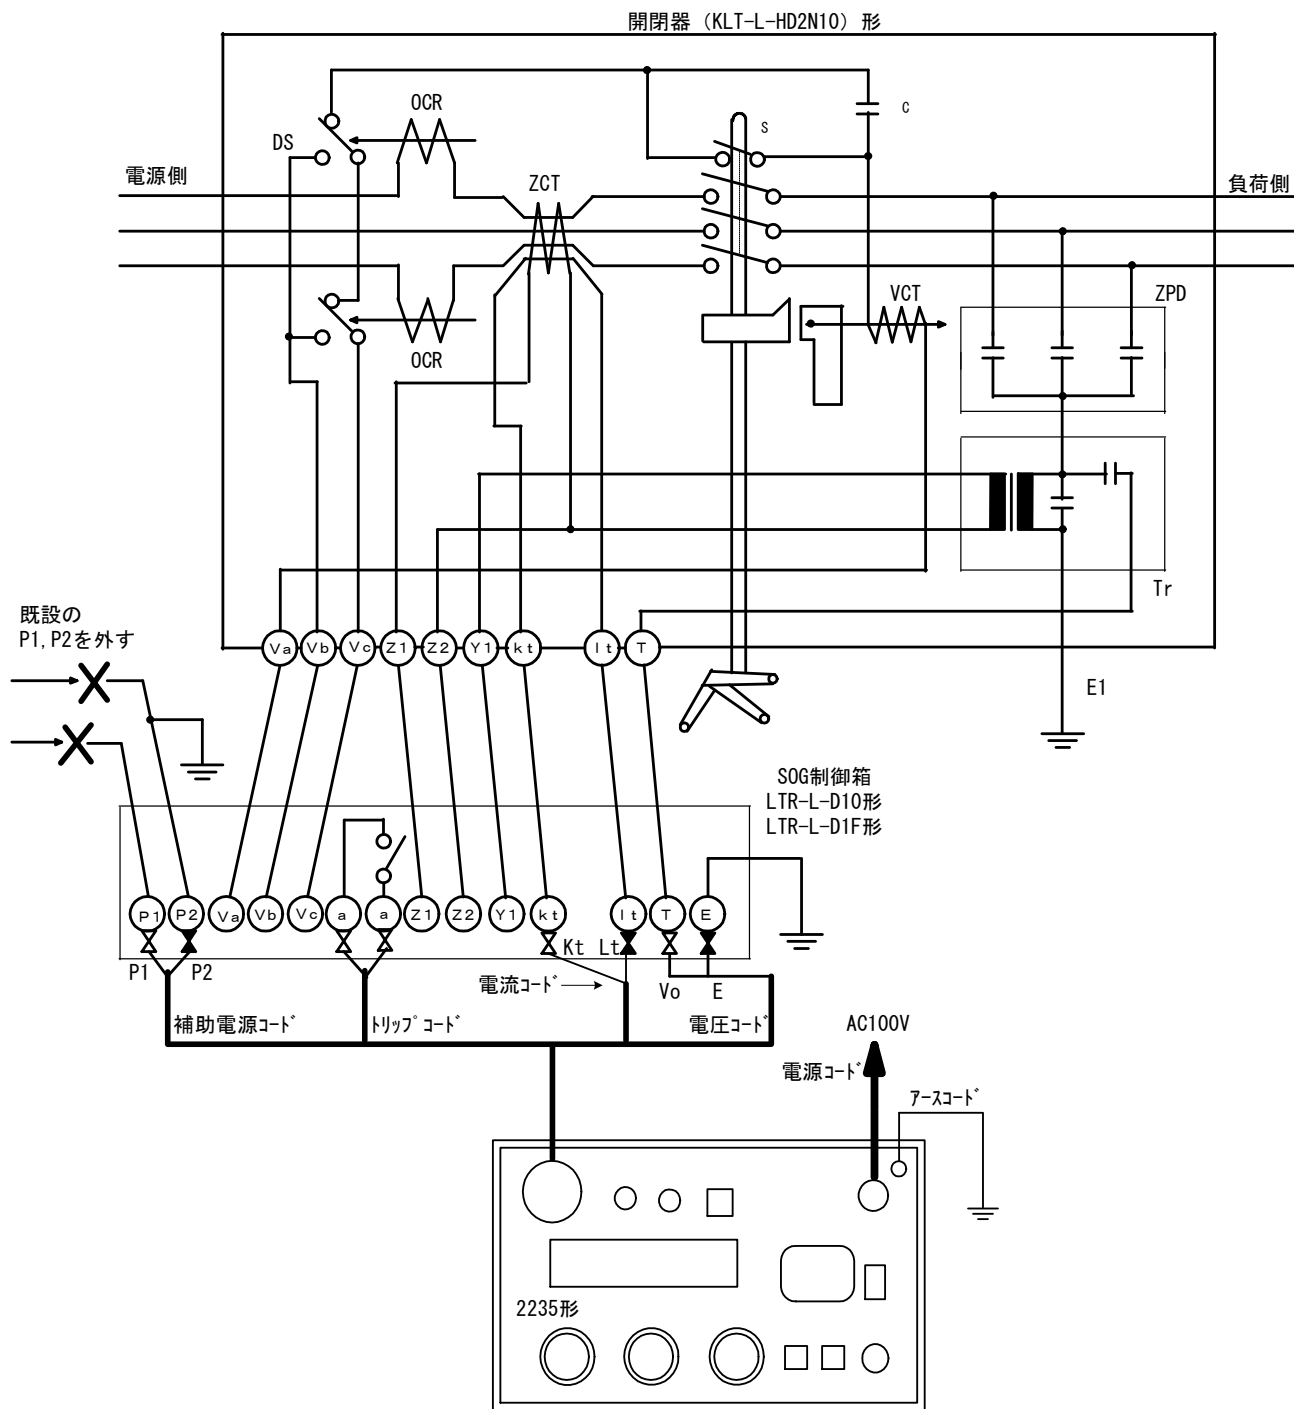 開閉器（KLT-L-HD2N10）形
OCR
C
DS
S
電源側
ZCT
負荷側
VCT
ZPD
OCR
Tr
既設の
P1,P2を外す
Va Vb Vc Z1 Z2 Y1 kt lt T
E1
SOG制御箱
LTR-L-D10形
LTR-L-D1F形
P1 P2 Va Vb Vc a a Z1 Z2 Y1 kt lt T E
Kt Lt
P1 P2
電流ｺｰﾄﾞ
Vo E
補助電源ｺｰﾄﾞ
ﾄﾘｯﾌﾟｺｰﾄﾞ
電圧ｺｰﾄﾞ
AC100V
電源ｺｰﾄﾞ
ｱｰｽｺｰﾄﾞ
2235形